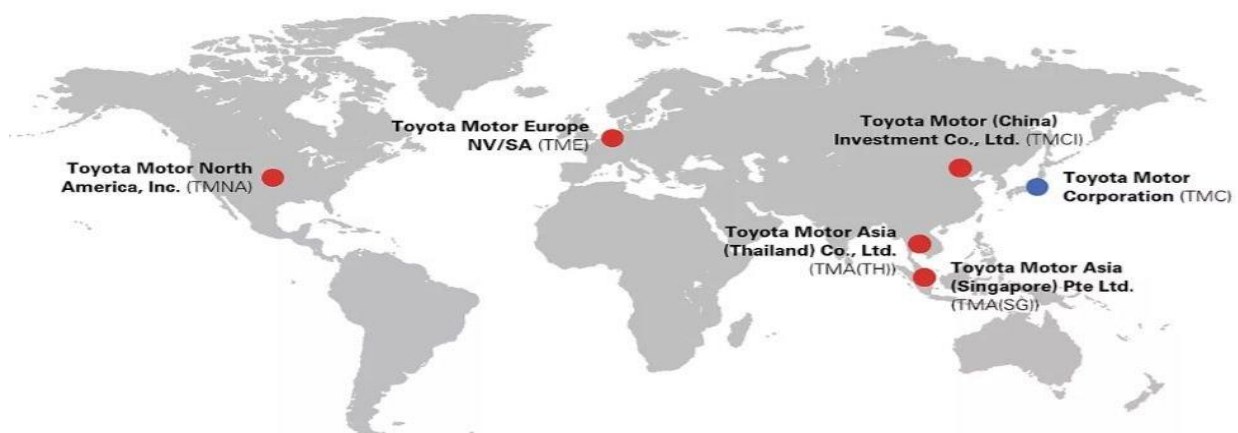 Toyota Motor North
America, Inc. (TMNA)
Toyota Motor Europe
NV/SA (TME)
Toyota Motor (China)
Investment Co., Ltd. (TMCI)
Toyota Motor
Corporation (TMC)
Toyota Motor Asia
(Thailand) Co., Ltd.
(TMA(TH))
Toyota Motor Asia
(Singapore) Pte Ltd.
(TMA(SG))